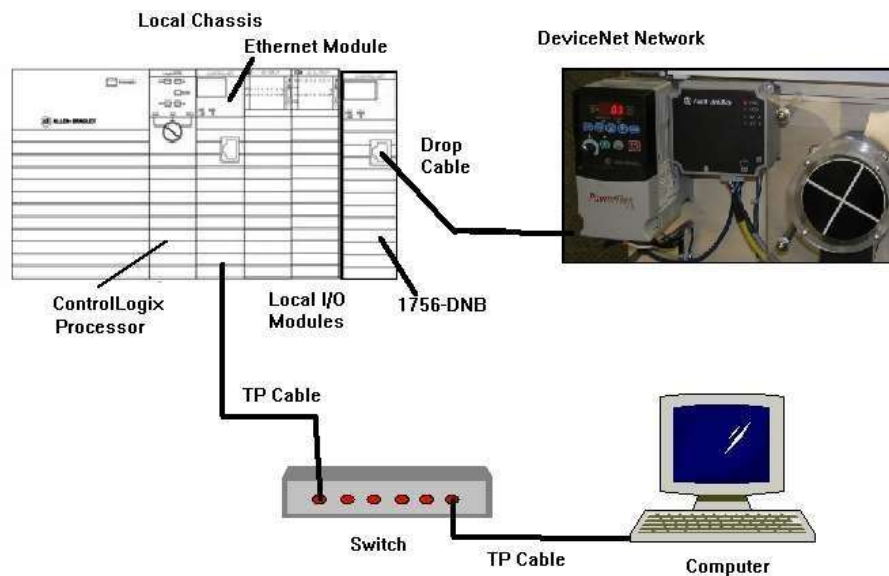 Local Chassis
Ethernet Module
DeviceNet Network
ALLEN-BRADLEY
Drop
Cable
PowerFlex
ControlLogix
Processor
Local I/O
Modules
1756-DNB
TP Cable
Switch
TP Cable
Computer